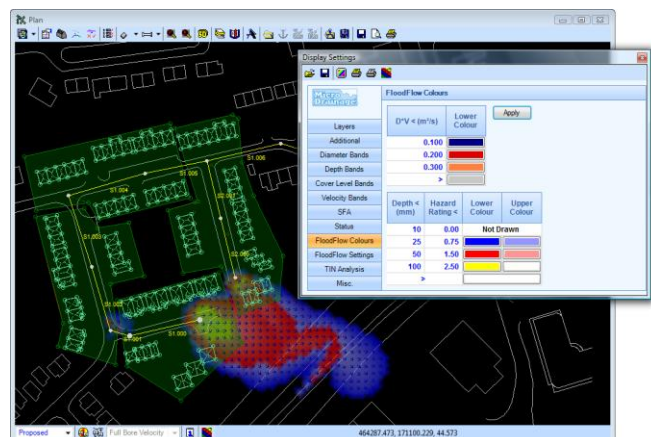 Plan
Display Settings
Micro Drainage
FloodFlow Colours
D*V < (m²/s) Lower Colour Apply
0.100
0.200
0.300
>
Layers
Additional
Diameter Bands
Depth Bands
Cover Level Bands
Velocity Bands
SFA
Status
FloodFlow Colours
FloodFlow Settings
TIN Analysis
Misc.
Depth < (mm) Hazard Rating < Lower Colour Upper Colour
10 0.00 Not Drawn
25 0.75
50 1.50
100 2.50
>
S1.006
S1.004
S1.003
S1.002
S1.001
S1.000
Proposed Full Bore Velocity 464287.473, 171100.229, 44.573